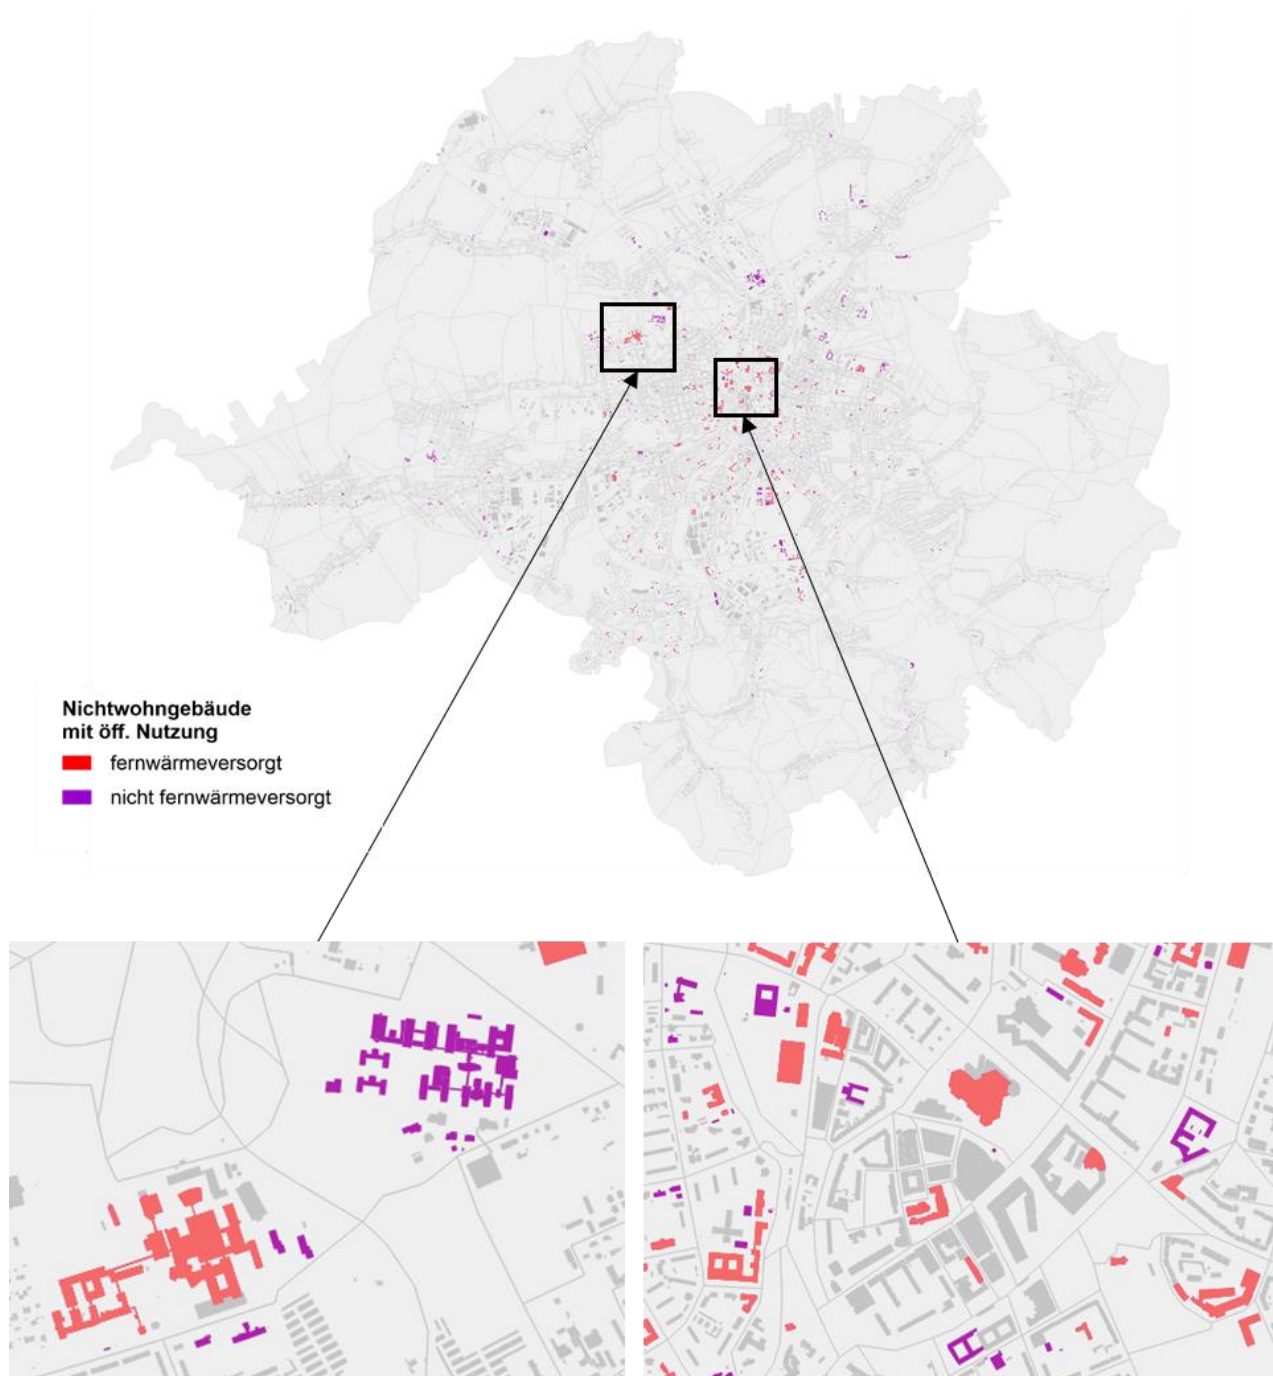 Nichtwohngebäude
mit öff. Nutzung
fernwärmeversorgt
nicht fernwärmeversorgt